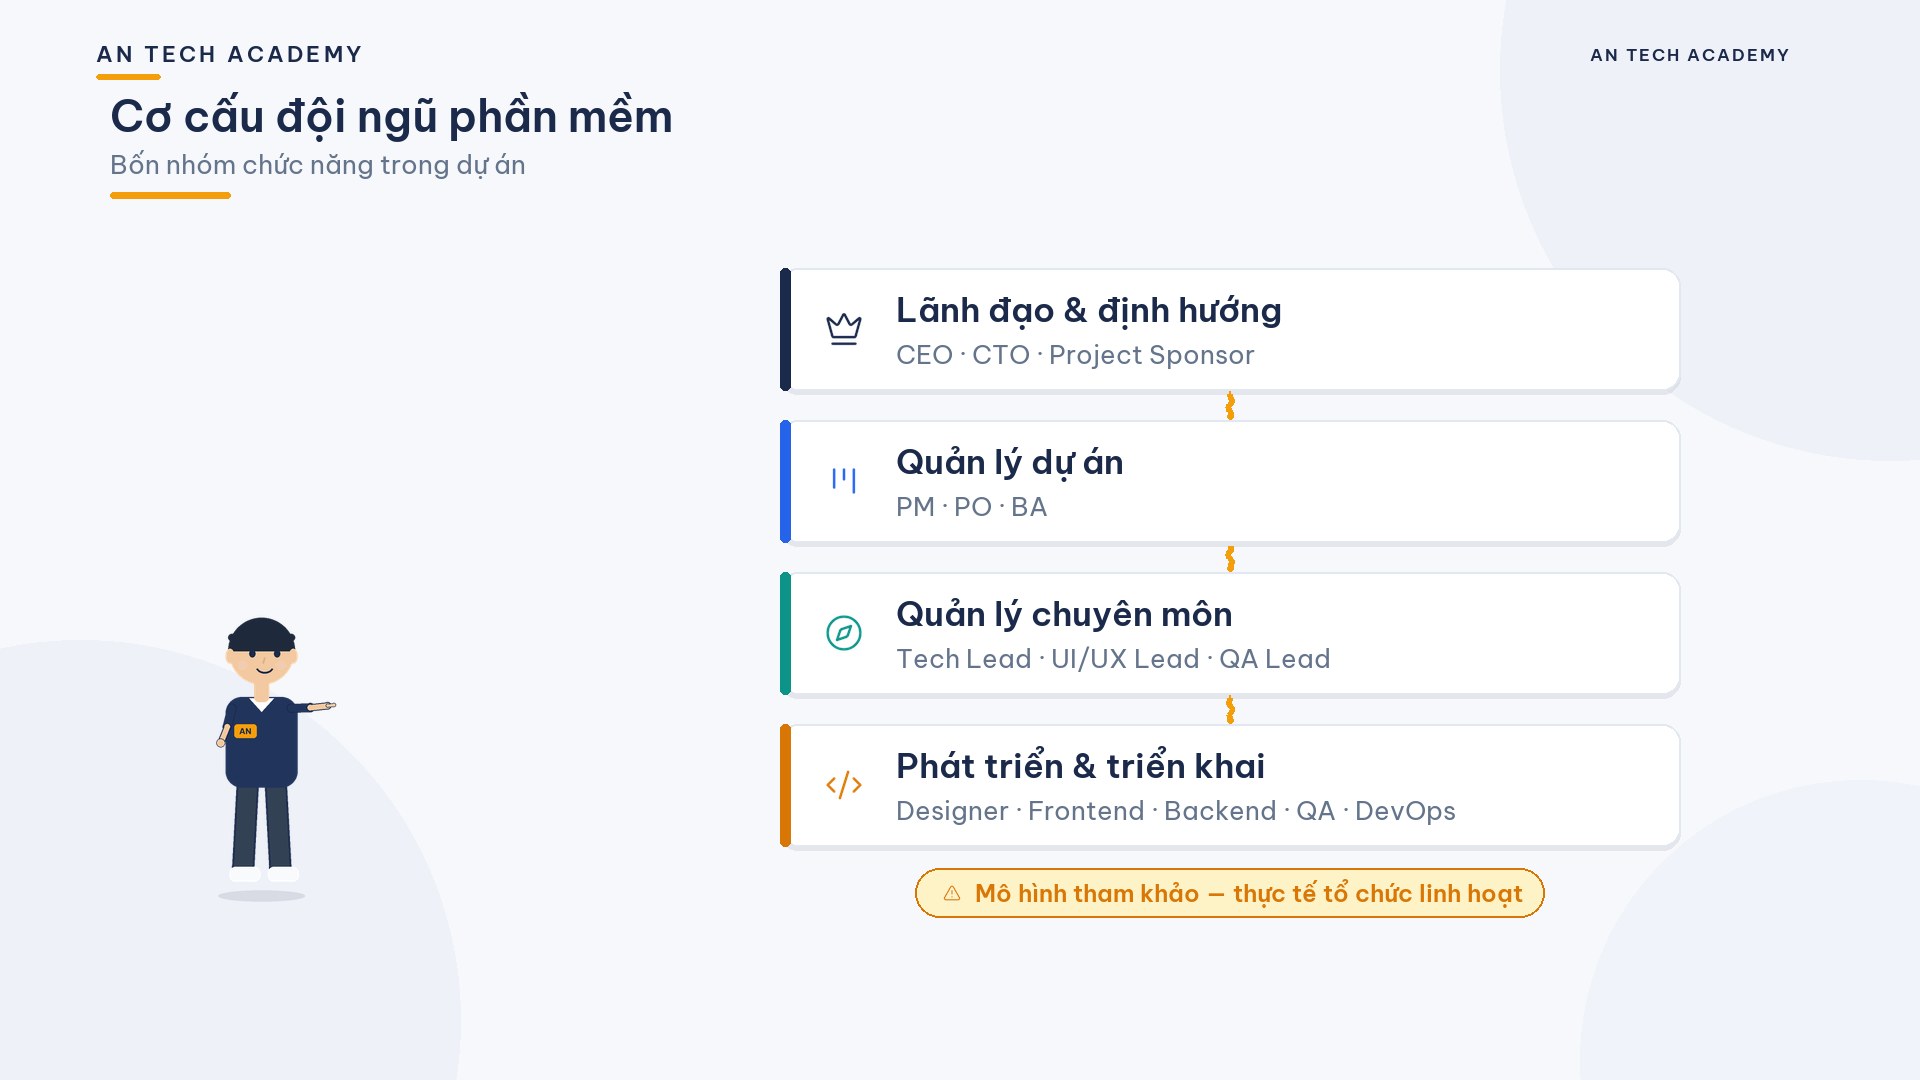 AN TECH ACADEMY
AN TECH ACADEMY
Cơ cấu đội ngũ phần mềm
Bốn nhóm chức năng trong dự án
Lãnh đạo & định hướng
CEO · CTO · Project Sponsor
Quản lý dự án
PM · PO · BA
Quản lý chuyên môn
Tech Lead · UI/UX Lead · QA Lead
AN
Phát triển & triển khai
Designer · Frontend · Backend · QA · DevOps
Mô hình tham khảo — thực tế tổ chức linh hoạt